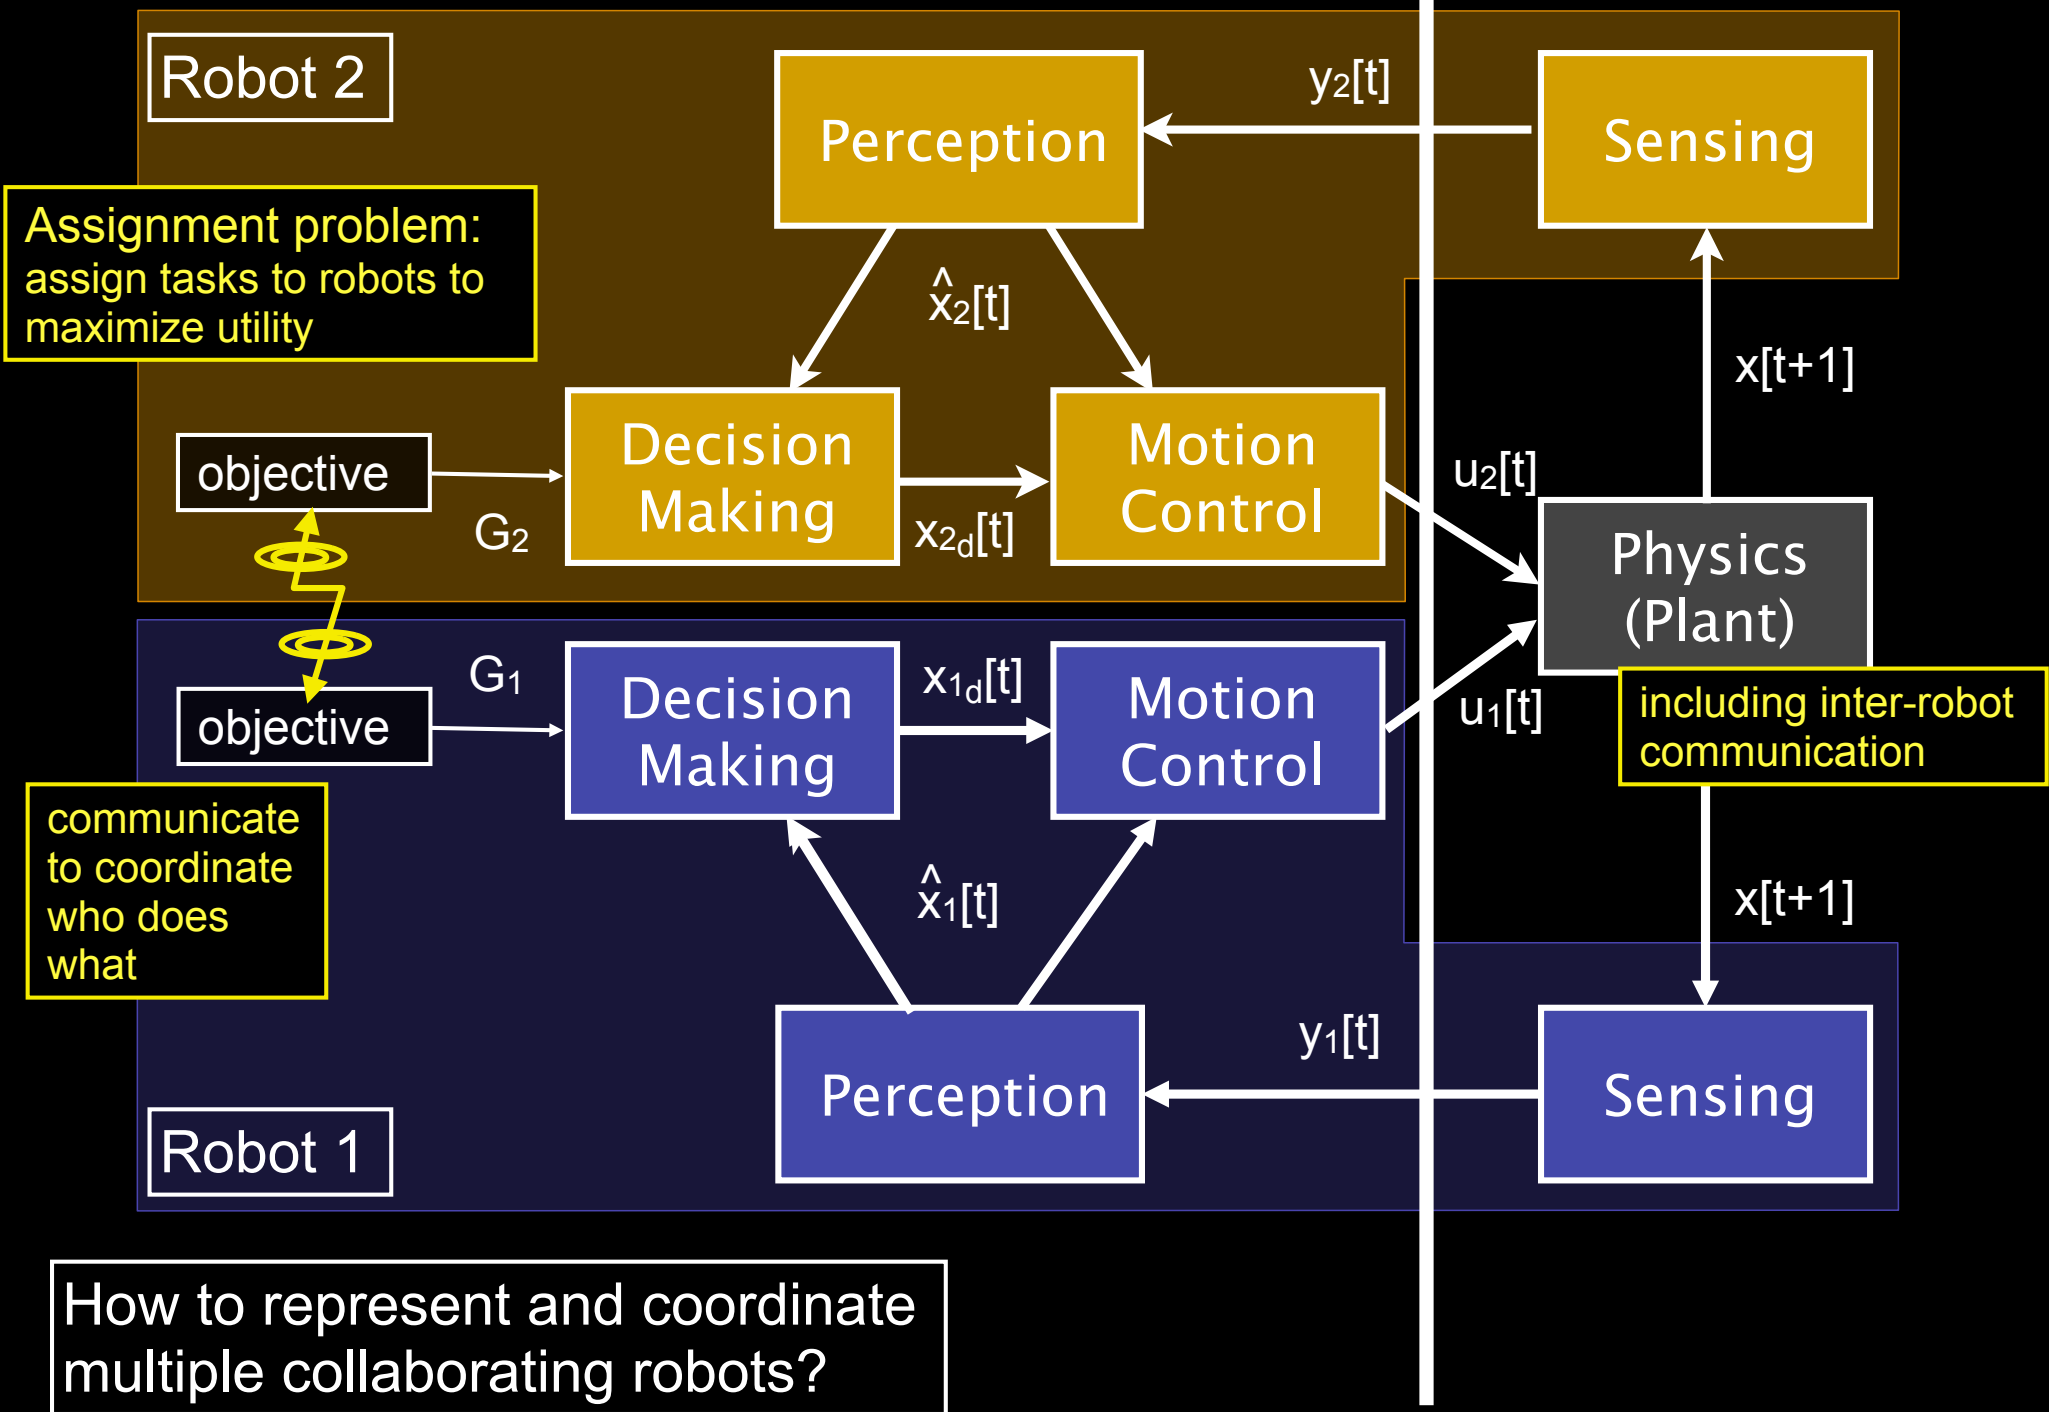 Robot 2
Perception
y2[t]
Sensing
Assignment problem:
assign tasks to robots to
maximize utility
x̂2[t]
x[t+1]
objective
G2
Decision
Making
x2d[t]
Motion
Control
u2[t]
Physics
(Plant)
including inter-robot
communication
objective
G1
Decision
Making
x1d[t]
Motion
Control
u1[t]
communicate
to coordinate
who does
what
x̂1[t]
x[t+1]
Robot 1
Perception
y1[t]
Sensing
How to represent and coordinate
multiple collaborating robots?